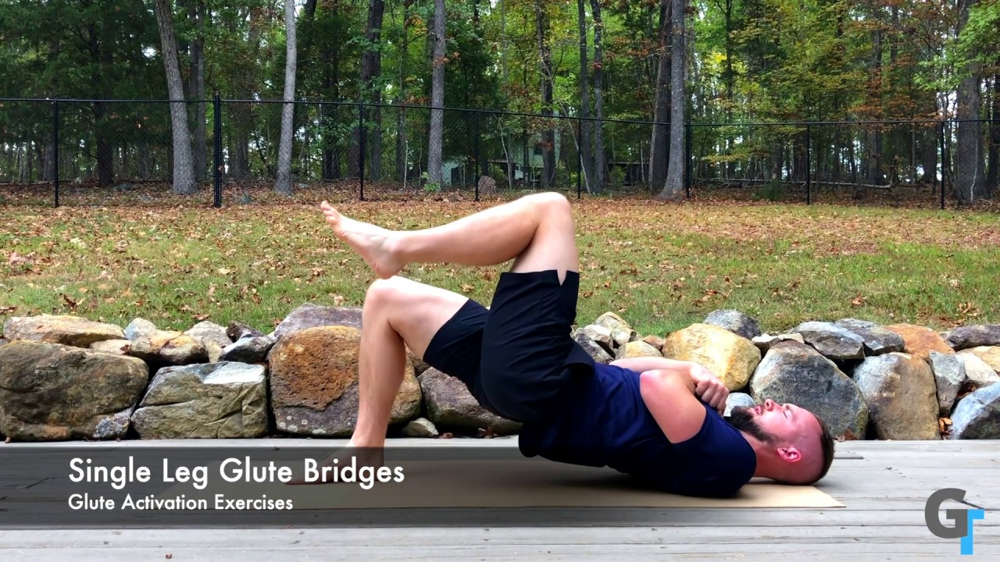 Single Leg Glute Bridges
Glute Activation Exercises
GT